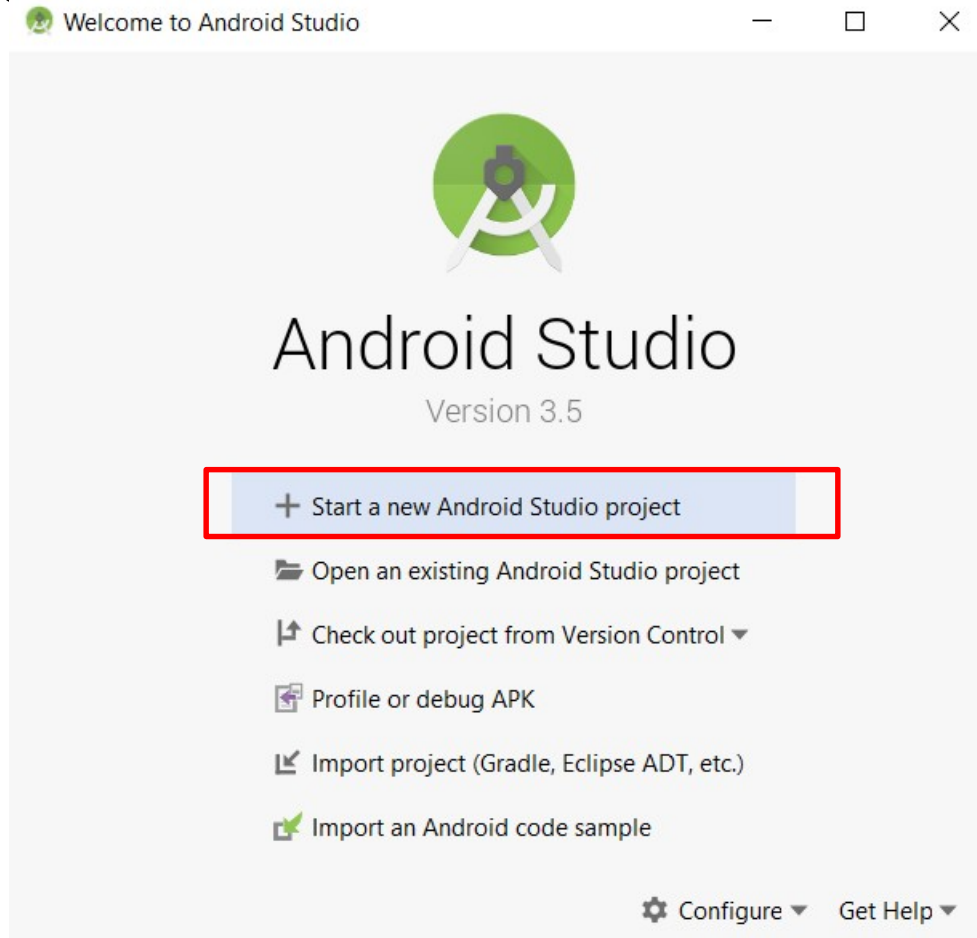 Welcome to Android Studio
Android Studio
Version 3.5
Start a new Android Studio project
Open an existing Android Studio project
Check out project from Version Control
Profile or debug APK
Import project (Gradle, Eclipse ADT, etc.)
Import an Android code sample
Configure Get Help